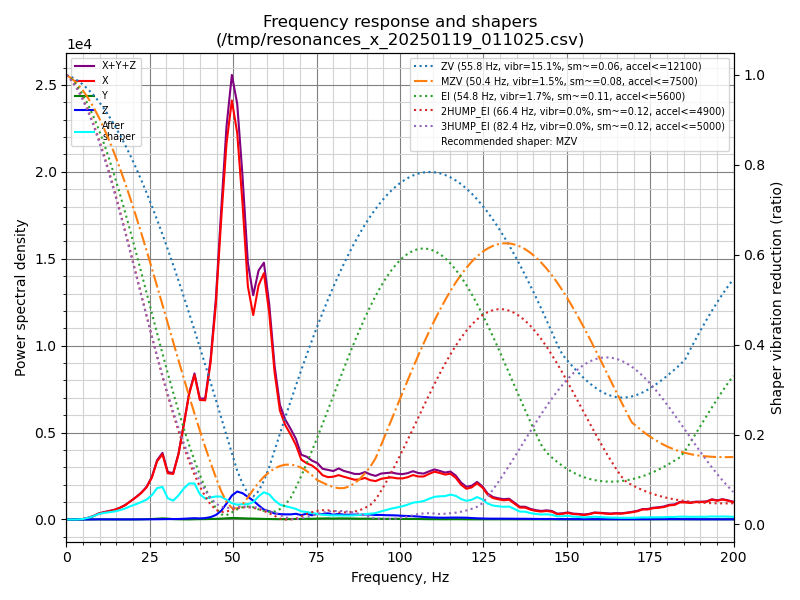 Frequency response and shapers
(/tmp/resonances_x_20250119_011025.csv)
1e4
X+Y+Z
X
Y
Z
After
shaper
ZV (55.8 Hz, vibr=15.1%, sm~=0.06, accel<=12100)
MZV (50.4 Hz, vibr=1.5%, sm~=0.08, accel<=7500)
EI (54.8 Hz, vibr=1.7%, sm~=0.11, accel<=5600)
2HUMP_EI (66.4 Hz, vibr=0.0%, sm~=0.12, accel<=4900)
3HUMP_EI (82.4 Hz, vibr=0.0%, sm~=0.12, accel<=5000)
Recommended shaper: MZV
Power spectral density
2.5
2.0
1.5
1.0
0.5
0.0
1.0
0.8
0.6
0.4
0.2
0.0
Shaper vibration reduction (ratio)
0 25 50 75 100 125 150 175 200
Frequency, Hz